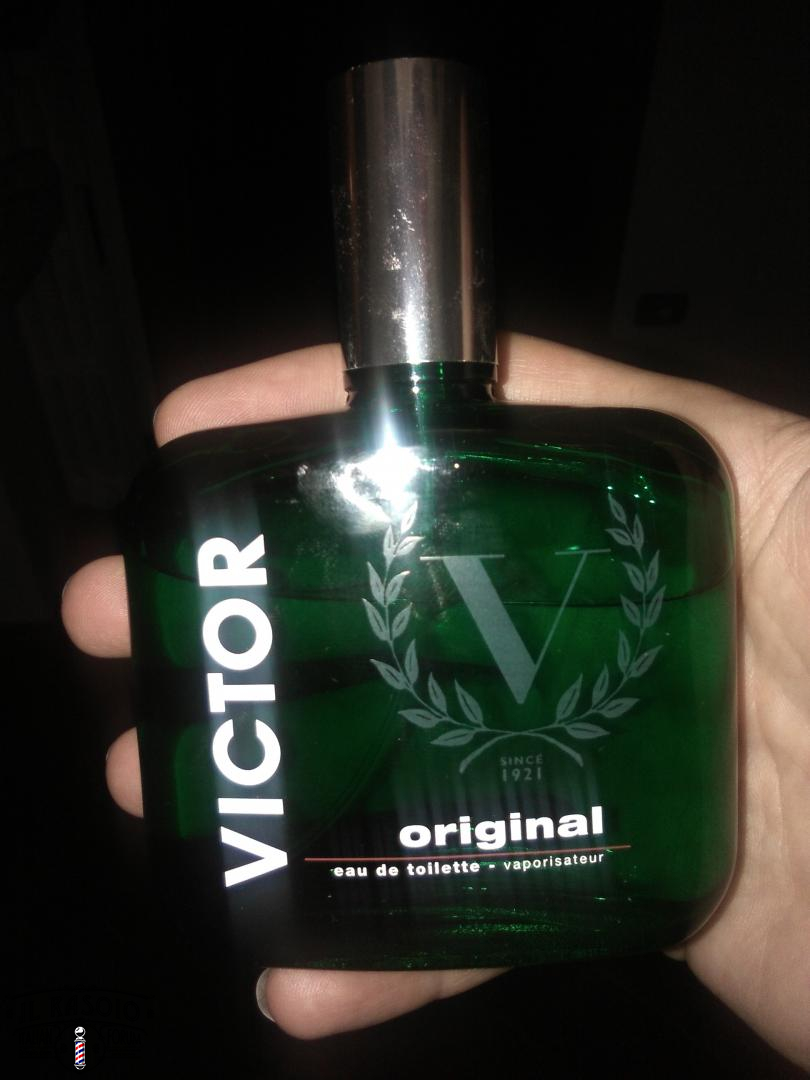 VICTOR
V
SINCE
1921
original
eau de toilette - vaporisateur